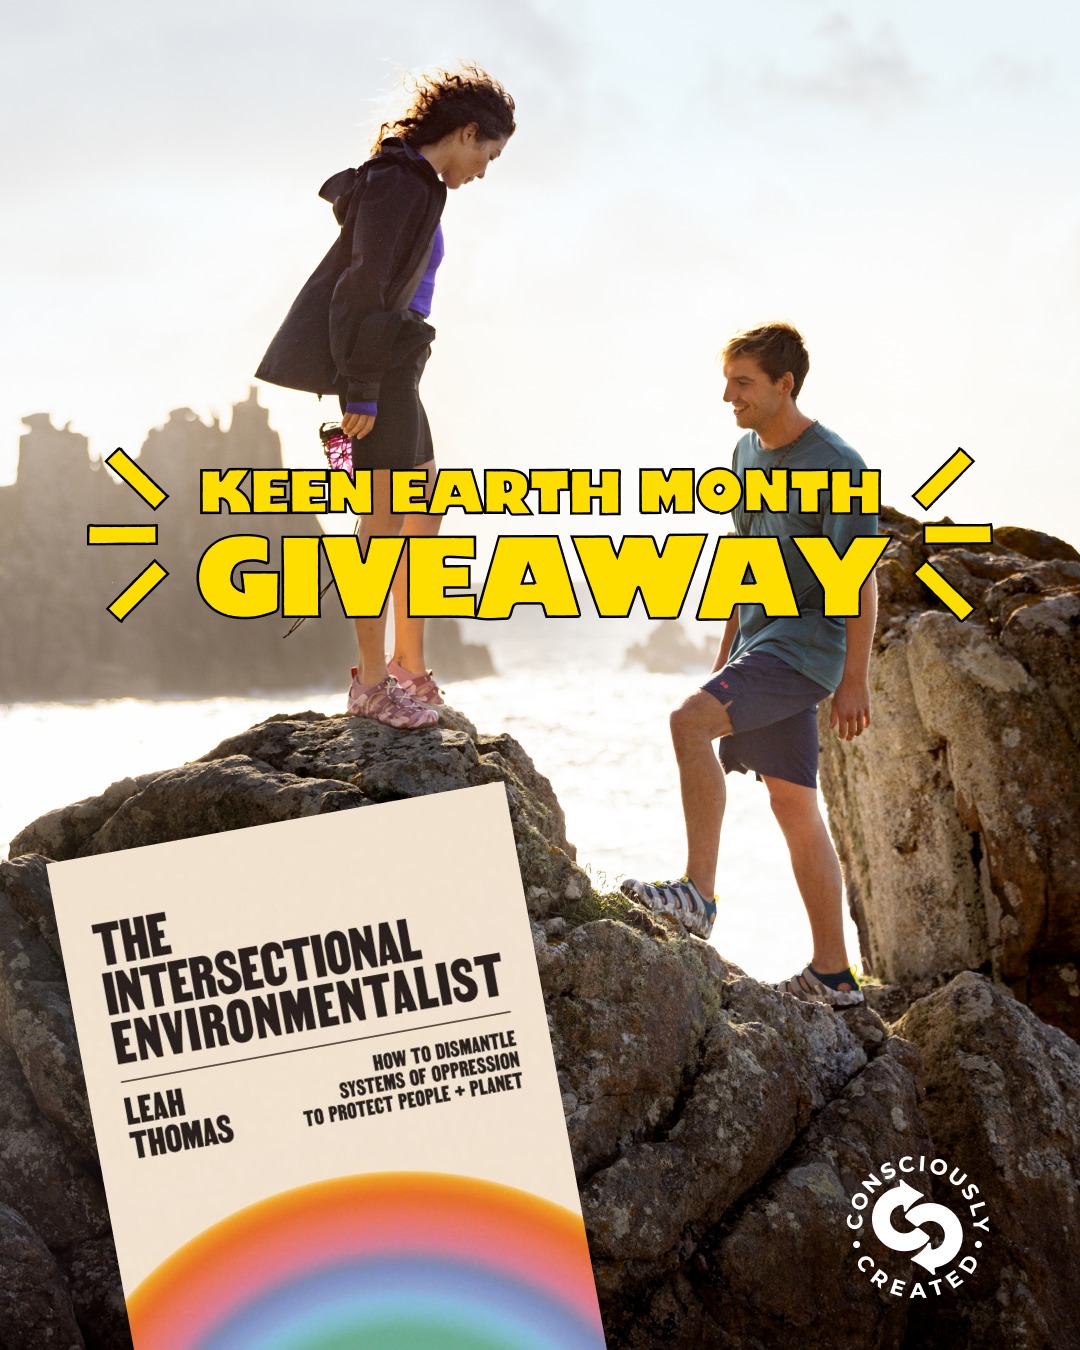 KEEN EARTH MONTH
GIVEAWAY
THE
INTERSECTIONAL
ENVIRONMENTALIST
HOW TO DISMANTLE
SYSTEMS OF OPPRESSION
TO PROTECT PEOPLE + PLANET
LEAH
THOMAS
CONSCIOUSLY
• CREATED •